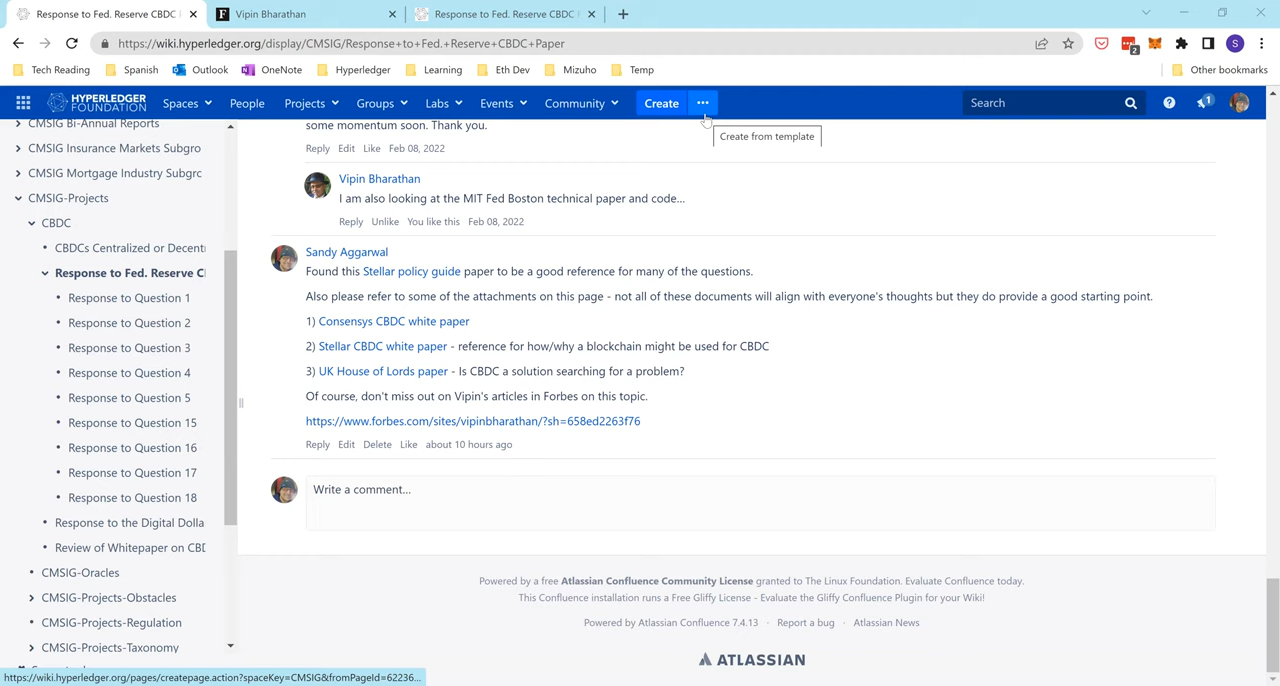 Response to Fed. Reserve CBDC
Vipin Bharathan
Response to Fed. Reserve CBDC P
https://wiki.hyperledger.org/display/CMSIG/Response+to+Fed.+Reserve+CBDC+Paper
2
S
Tech Reading
Spanish
Outlook
OneNote
Hyperledger
Learning
Eth Dev
Mizuho
Temp
Other bookmarks
HYPERLEDGER
FOUNDATION
Spaces
People
Projects
Groups
Labs
Events
Community
Create
Search
1
Create from template
CMSIG Bi-Annual Reports
CMSIG Insurance Markets Subgro
CMSIG Mortgage Industry Subgrc
CMSIG-Projects
CBDC
CBDCs Centralized or Decentr
Response to Fed. Reserve CI
Response to Question 1
Response to Question 2
Response to Question 3
Response to Question 4
Response to Question 5
Response to Question 15
Response to Question 16
Response to Question 17
Response to Question 18
Response to the Digital Dolla
Review of Whitepaper on CBD
CMSIG-Oracles
CMSIG-Projects-Obstacles
CMSIG-Projects-Regulation
CMSIG-Projects-Taxonomy
some momentum soon. Thank you.
Reply Edit Like Feb 08, 2022
Vipin Bharathan
I am also looking at the MIT Fed Boston technical paper and code...
Reply Unlike You like this Feb 08, 2022
Sandy Aggarwal
Found this Stellar policy guide paper to be a good reference for many of the questions.
Also please refer to some of the attachments on this page - not all of these documents will align with everyone's thoughts but they do provide a good starting point.
1) Consensys CBDC white paper
2) Stellar CBDC white paper - reference for how/why a blockchain might be used for CBDC
3) UK House of Lords paper - Is CBDC a solution searching for a problem?
Of course, don't miss out on Vipin's articles in Forbes on this topic.
https://www.forbes.com/sites/vipinbharathan/?sh=658ed2263f76
Reply Edit Delete Like about 10 hours ago
Write a comment...
Powered by a free Atlassian Confluence Community License granted to The Linux Foundation. Evaluate Confluence today.
This Confluence installation runs a Free Gliffy License - Evaluate the Gliffy Confluence Plugin for your Wiki!
Powered by Atlassian Confluence 7.4.13 · Report a bug · Atlassian News
ATLASSIAN
https://wiki.hyperledger.org/pages/createpage.action?spaceKey=CMSIG&fromPageId=62236...